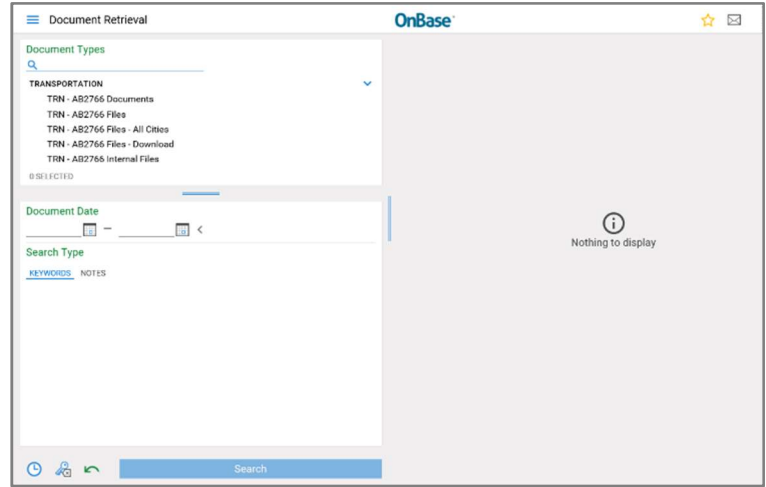 Document Retrieval
OnBase
Document Types
TRANSPORTATION
TRN - AB2766 Documents
TRN - AB2766 Files
TRN - AB2766 Files - All Cities
TRN - AB2766 Files - Download
TRN - AB2766 Internal Files
0 SELECTED
Document Date
–
<
Search Type
KEYWORDS NOTES
Nothing to display
Search